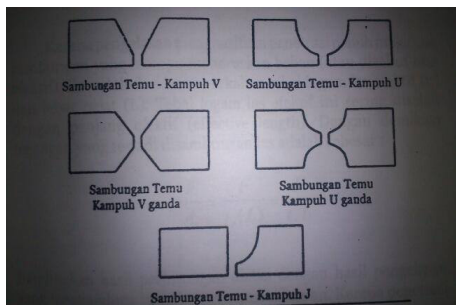 Sambungan Temu - Kampuh V
Sambungan Temu - Kampuh U
Sambungan Temu
Kampuh V ganda
Sambungan Temu
Kampuh U ganda
Sambungan Temu - Kampuh J